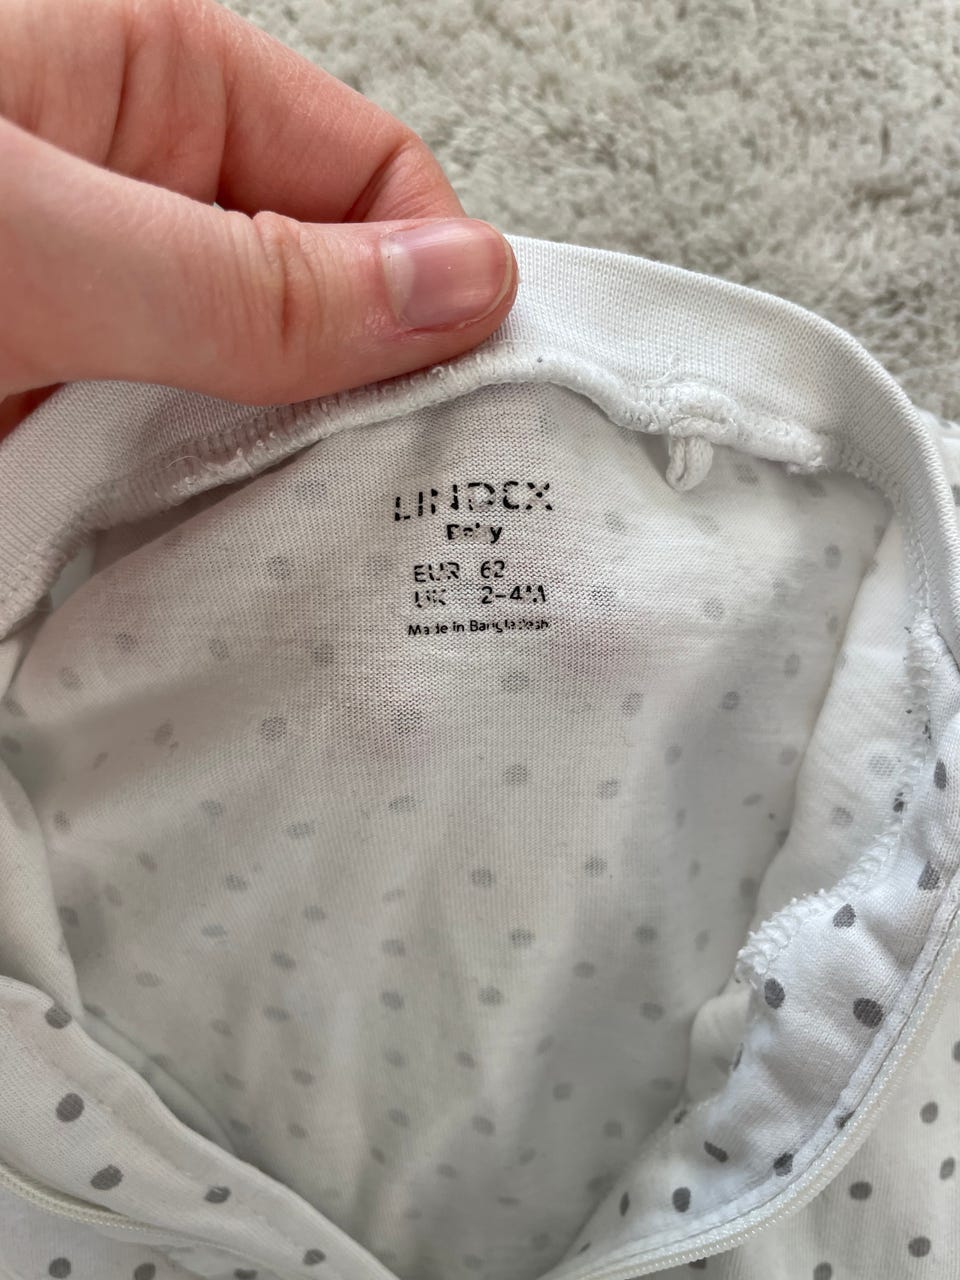 LINDEX
Baby
EUR 62
UK 2-4M
Made in Bangladesh